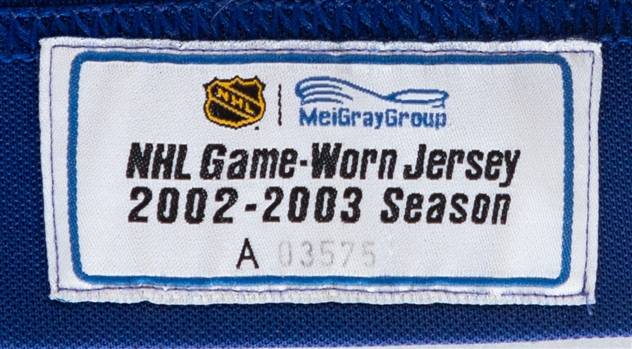 NHL MeiGrayGroup
NHL Game-Worn Jersey
2002-2003 Season
A 03575